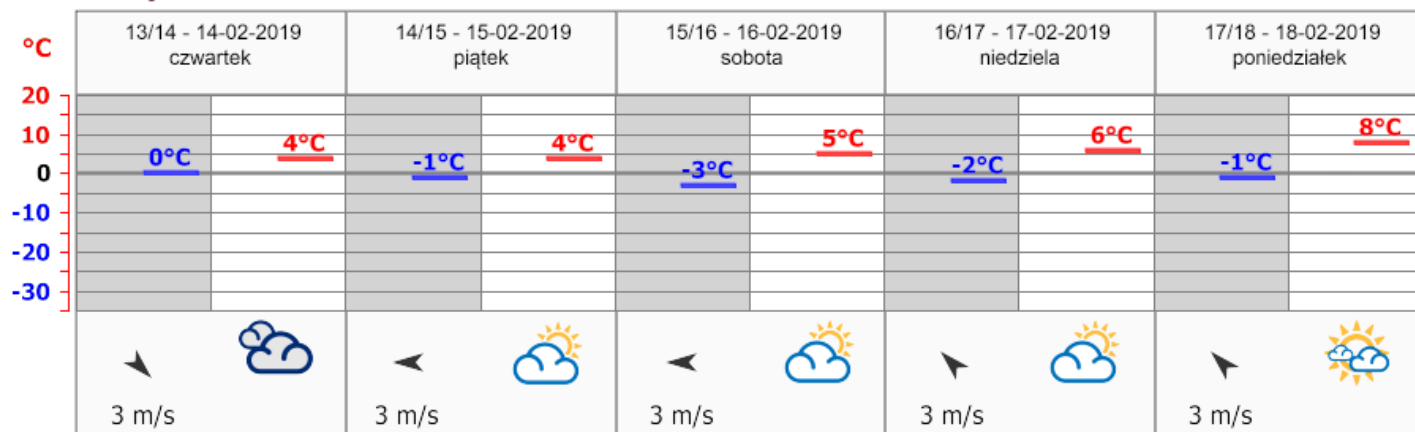 °C
13/14 - 14-02-2019
czwartek
14/15 - 15-02-2019
piątek
15/16 - 16-02-2019
sobota
16/17 - 17-02-2019
niedziela
17/18 - 18-02-2019
poniedziałek
20
10
0
-10
-20
-30
0°C
4°C
-1°C
4°C
-3°C
5°C
-2°C
6°C
-1°C
8°C
3 m/s
3 m/s
3 m/s
3 m/s
3 m/s